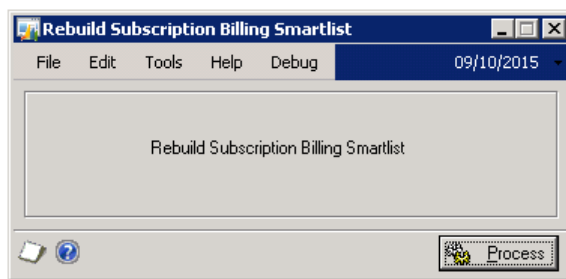 Rebuild Subscription Billing Smartlist
File Edit Tools Help Debug 09/10/2015
Rebuild Subscription Billing Smartlist
Process